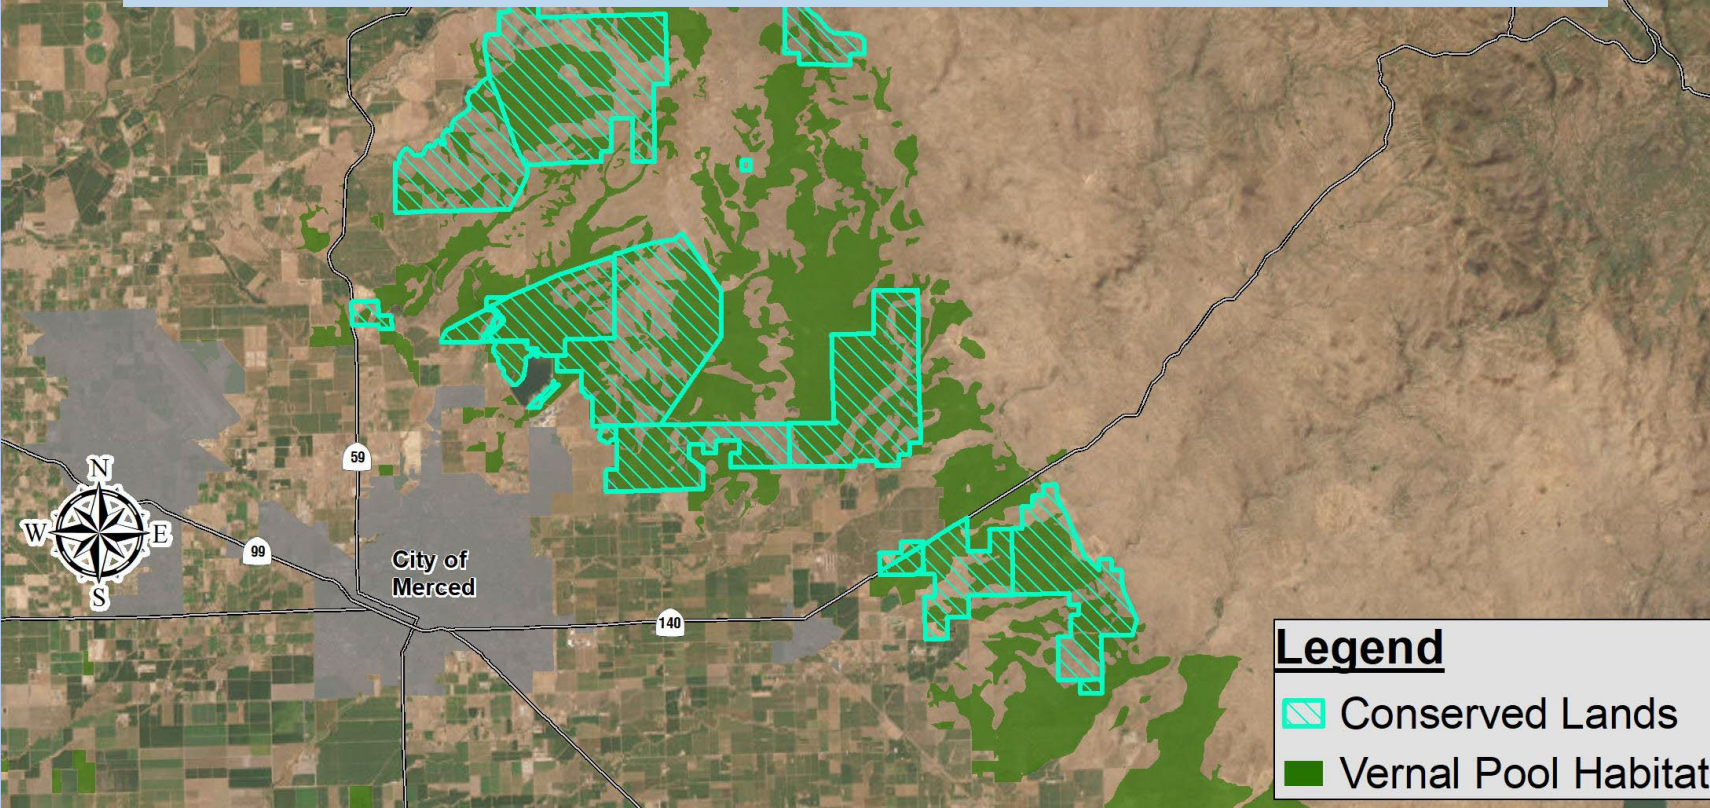 59
N
W
E
S
99
City of
Merced
140
Legend
Conserved Lands
Vernal Pool Habitat